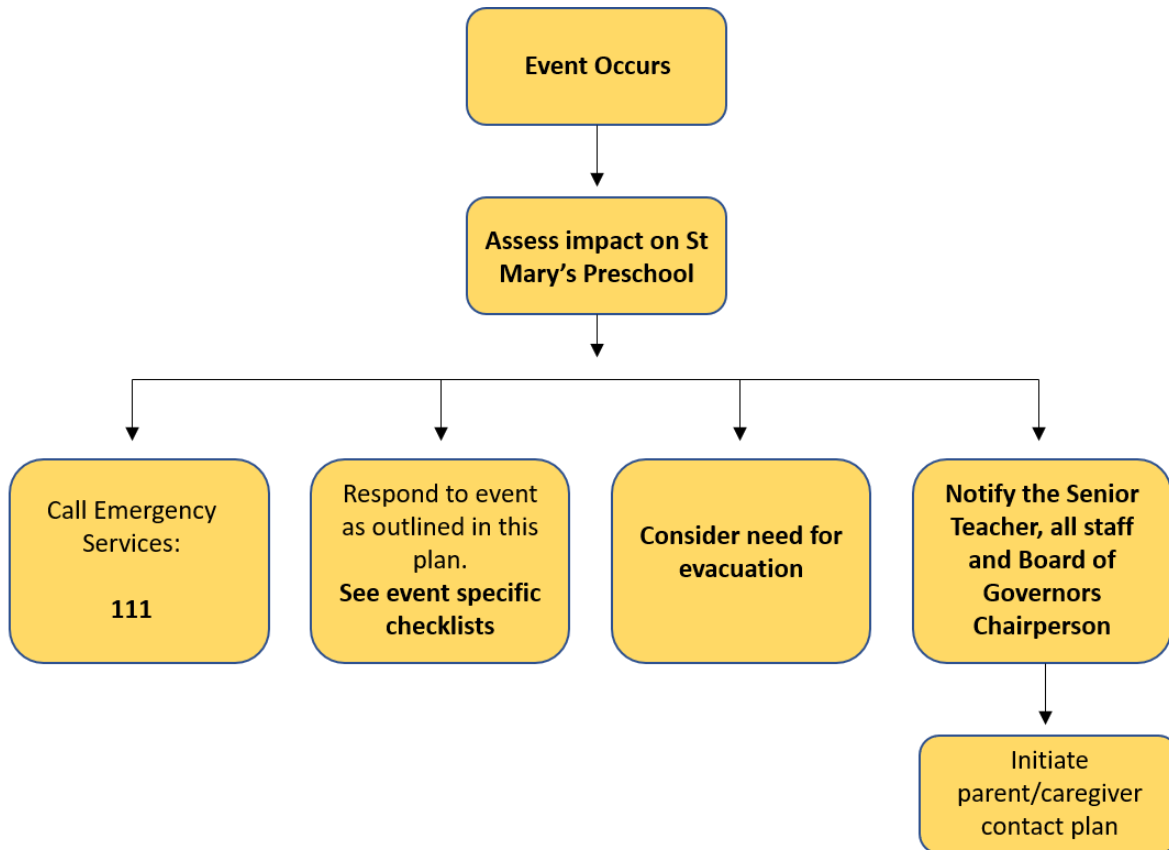 Event Occurs
Assess impact on St
Mary’s Preschool
Call Emergency
Services:
111
Respond to event
as outlined in this
plan.
See event specific
checklists
Consider need for
evacuation
Notify the Senior
Teacher, all staff
and Board of
Governors
Chairperson
Initiate
parent/caregiver
contact plan